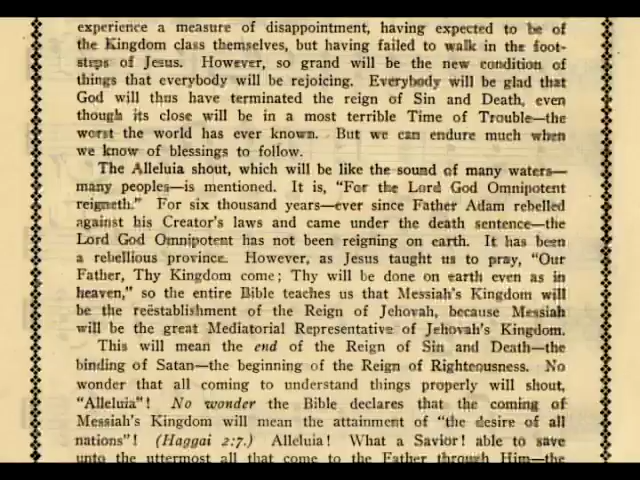 experience a measure of disappointment, having expected to be of
the Kingdom class themselves, but having failed to walk in the foot-
steps of Jesus. However, so grand will be the new condition of
things that everybody will be rejoicing. Everybody will be glad that
God will thus have terminated the reign of Sin and Death, even
though its close will be in a most terrible Time of Trouble—the
worst the world has ever known. But we can endure much when
we know of blessings to follow.
The Alleluia shout, which will be like the sound of many waters—
many peoples—is mentioned. It is, “For the Lord God Omnipotent
reigneth.” For six thousand years—ever since Father Adam rebelled
against his Creator’s laws and came under the death sentence—the
Lord God Omnipotent has not been reigning on earth. It has been
a rebellious province. However, as Jesus taught us to pray, “Our
Father, Thy Kingdom come; Thy will be done on earth even as in
heaven,” so the entire Bible teaches us that Messiah’s Kingdom will
be the reëstablishment of the Reign of Jehovah, because Messiah
will be the great Mediatorial Representative of Jehovah’s Kingdom.
This will mean the end of the Reign of Sin and Death—the
binding of Satan—the beginning of the Reign of Righteousness. No
wonder that all coming to understand things properly will shout,
“Alleluia”! No wonder the Bible declares that the coming of
Messiah’s Kingdom will mean the attainment of “the desire of all
nations”! (Haggai 2:7.) Alleluia! What a Savior! able to save
unto the uttermost all that come to the Father through Him—the